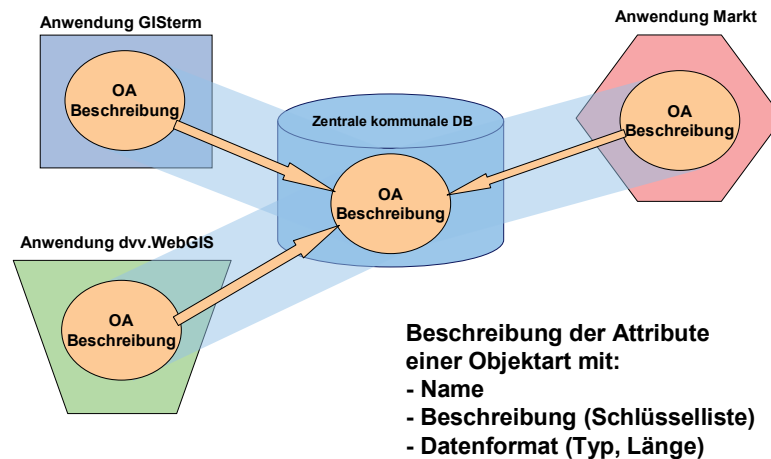 Anwendung GISterm
Anwendung Markt
OA
Beschreibung
OA
Beschreibung
Zentrale kommunale DB
OA
Beschreibung
Anwendung dvv.WebGIS
OA
Beschreibung
Beschreibung der Attribute
einer Objektart mit:
- Name
- Beschreibung (Schlüsselliste)
- Datenformat (Typ, Länge)